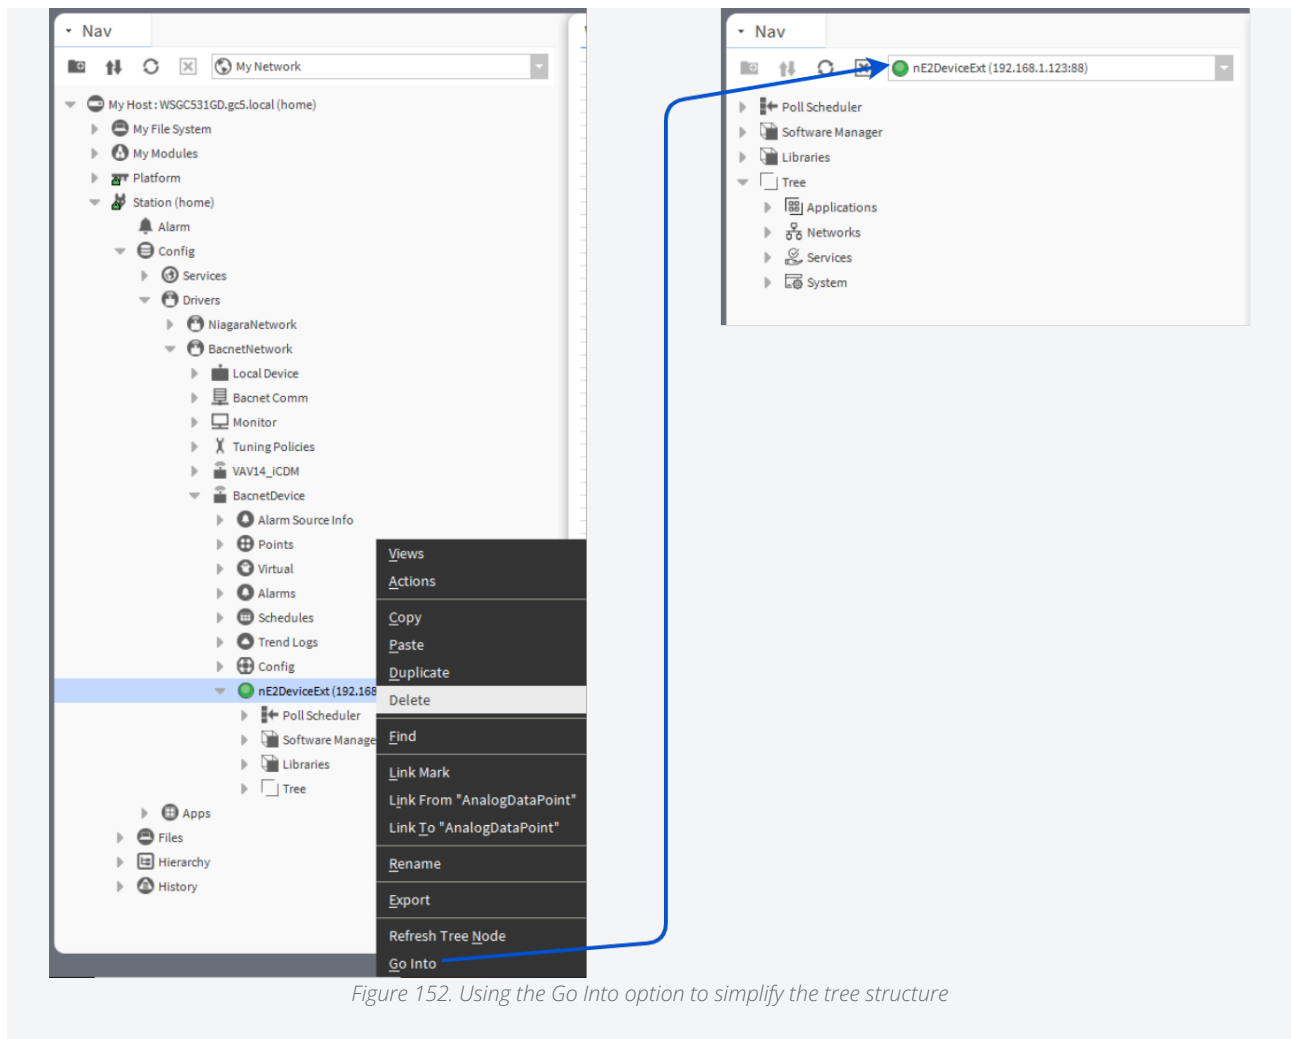 Nav
My Network
My Host : WSGC531GD.gc5.local (home)
My File System
My Modules
Platform
Station (home)
Alarm
Config
Services
Drivers
NiagaraNetwork
BacnetNetwork
Local Device
Bacnet Comm
Monitor
Tuning Policies
VAV14_iCDM
BacnetDevice
Alarm Source Info
Points
Virtual
Alarms
Schedules
Trend Logs
Config
nE2DeviceExt (192.168
Poll Scheduler
Software Manage
Libraries
Tree
Apps
Files
Hierarchy
History
Views
Actions
Copy
Paste
Duplicate
Delete
Find
Link Mark
Link From "AnalogDataPoint"
Link To "AnalogDataPoint"
Rename
Export
Refresh Tree Node
Go Into
Nav
nE2DeviceExt (192.168.1.123:88)
Poll Scheduler
Software Manager
Libraries
Tree
Applications
Networks
Services
System
Figure 152. Using the Go Into option to simplify the tree structure